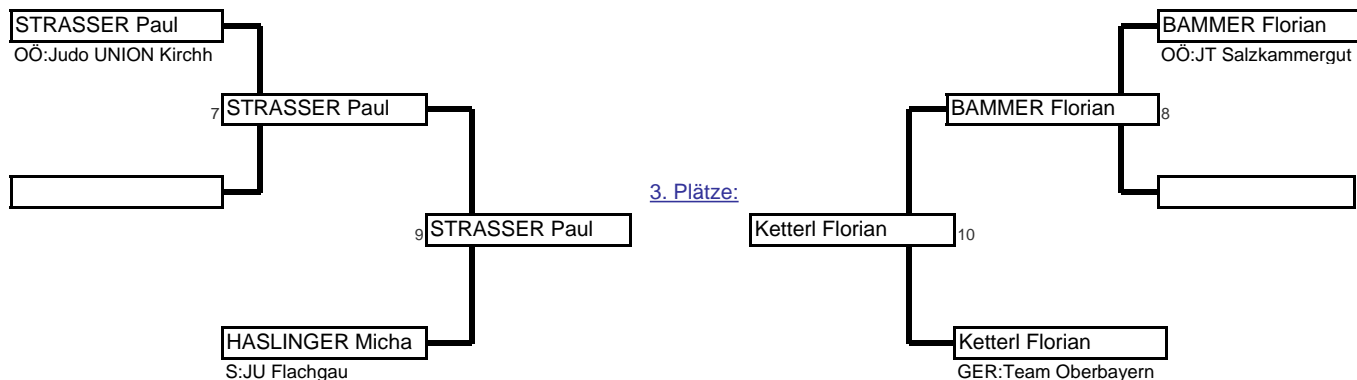 STRASSER Paul
BAMMER Florian
OÖ:Judo UNION Kirchh
OÖ:JT Salzkammergut
7 STRASSER Paul
BAMMER Florian 8
3. Plätze:
9 STRASSER Paul
Ketterl Florian 10
HASLINGER Micha
Ketterl Florian
S:JU Flachgau
GER:Team Oberbayern